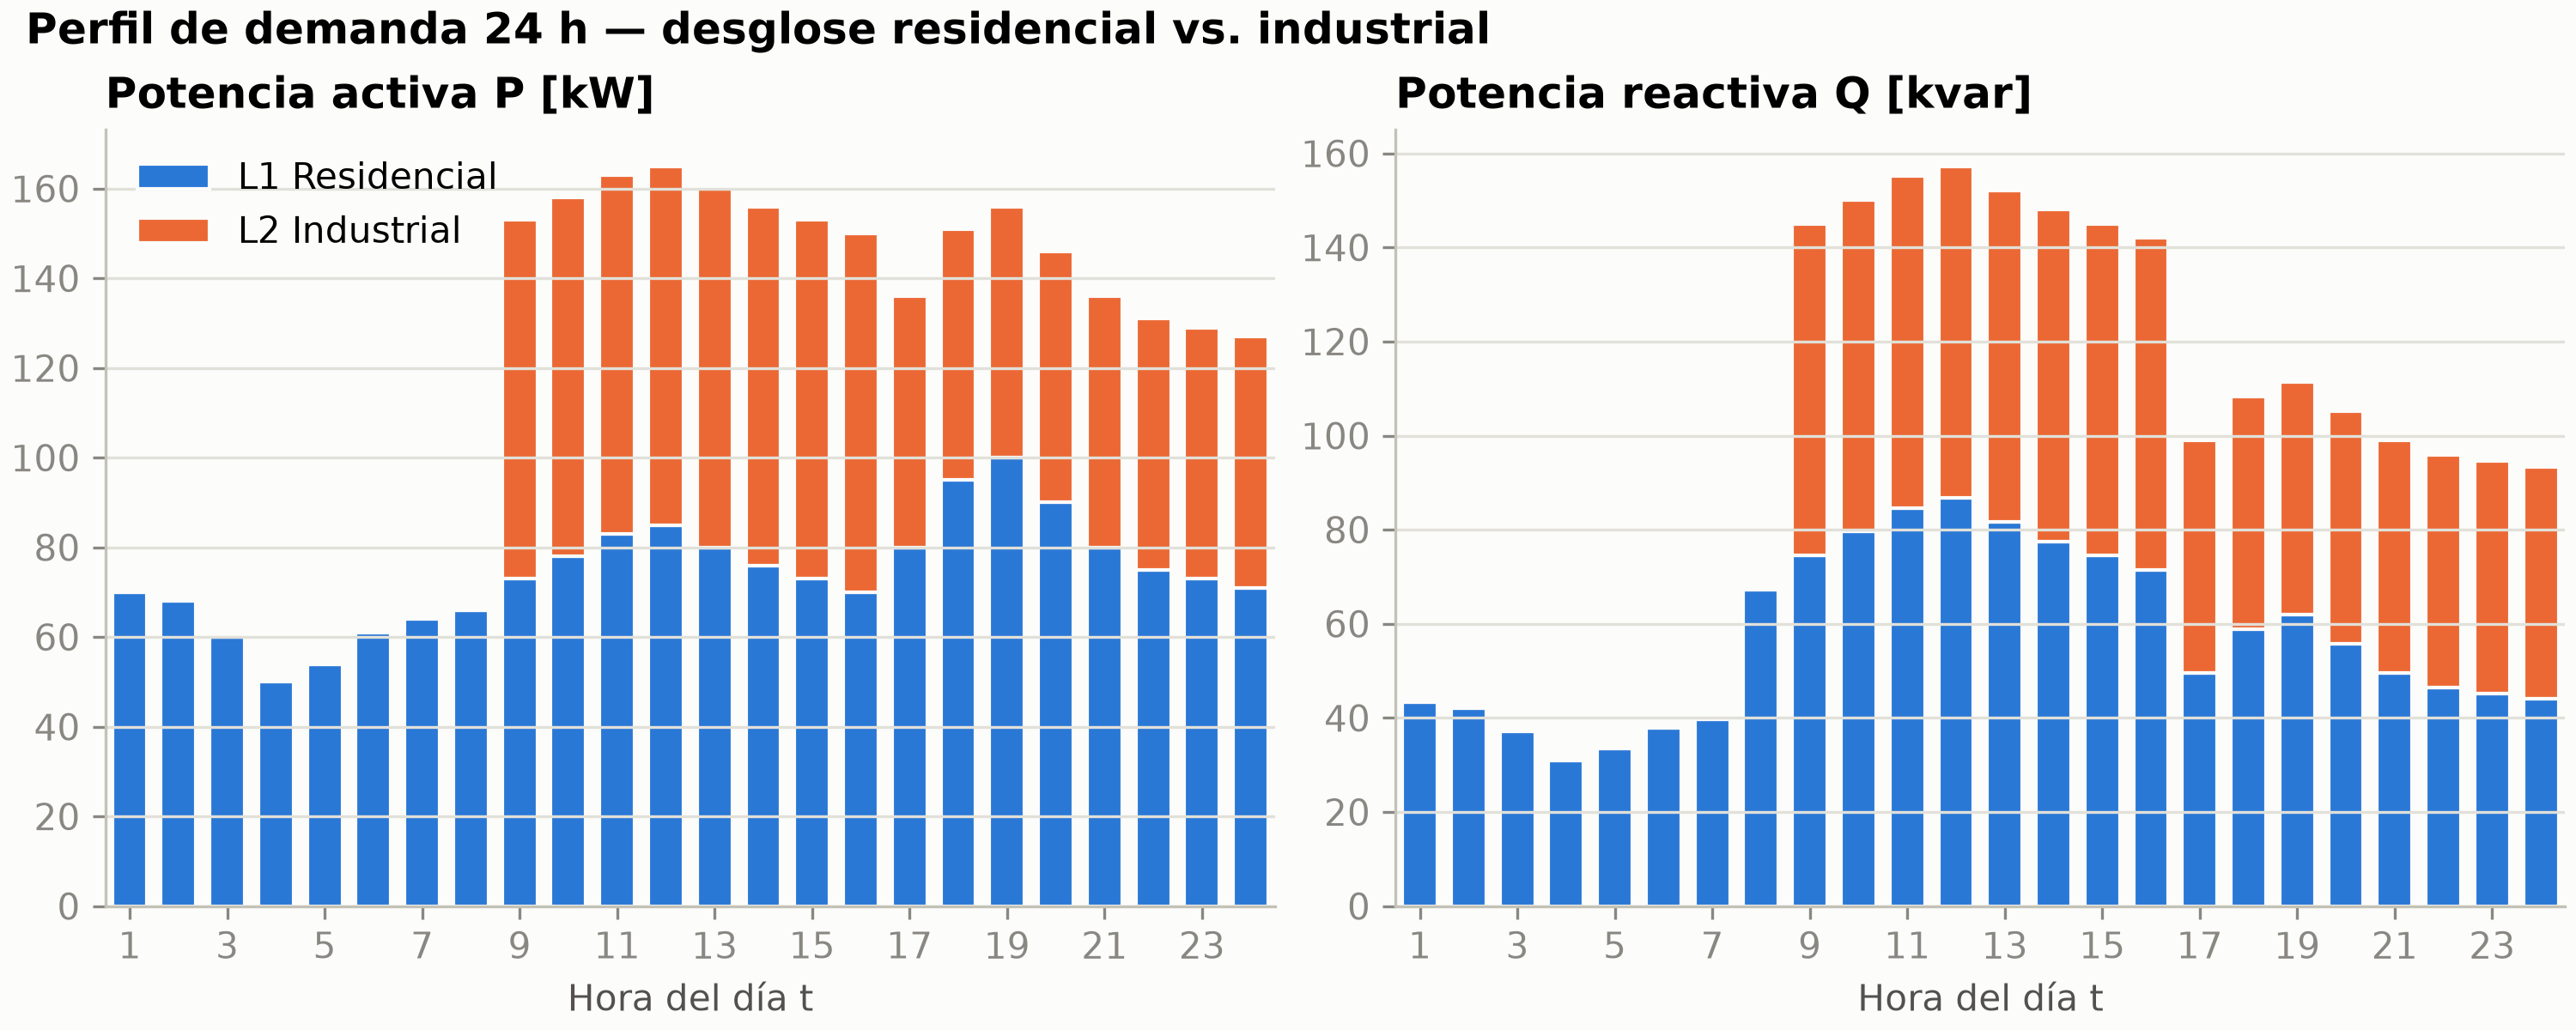 Perfil de demanda 24 h — desglose residencial vs. industrial
Potencia activa P [kW]
L1 Residencial
L2 Industrial
160
140
120
100
80
60
40
20
0
1 3 5 7 9 11 13 15 17 19 21 23
Hora del día t
Potencia reactiva Q [kvar]
160
140
120
100
80
60
40
20
0
1 3 5 7 9 11 13 15 17 19 21 23
Hora del día t